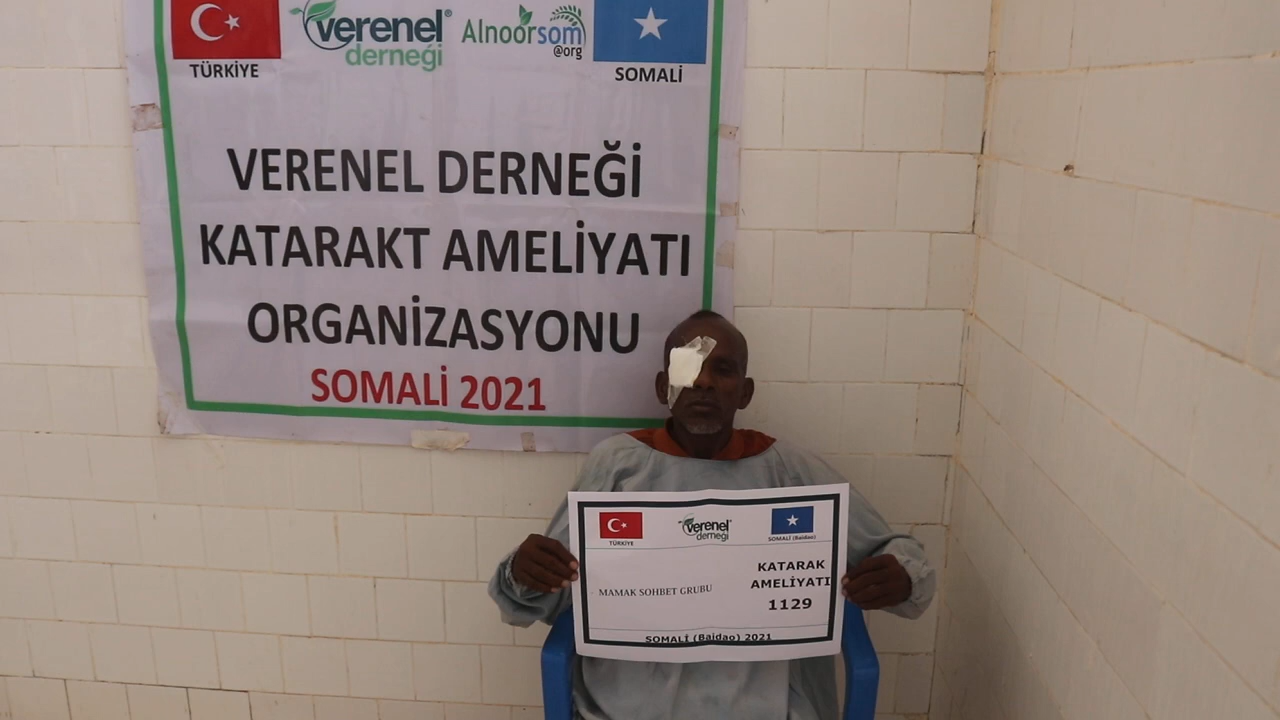 verenel®
derneği
Alnoorsom
@org
TÜRKİYE
SOMALİ
VERENEL DERNEĞİ
KATARAKT AMELİYATI
ORGANİZASYONU
SOMALİ 2021
verenel
derneği
TÜRKİYE
SOMALİ (Baidao)
KATARAK
AMELİYATI
MAMAK SOHBET GRUBU
1129
SOMALİ (Baidao) 2021